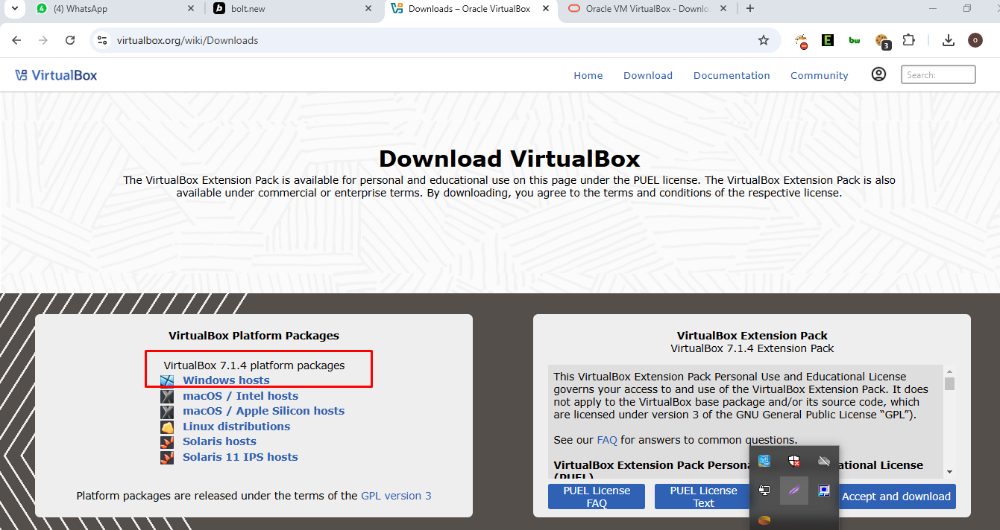 (4) WhatsApp
bolt.new
Downloads – Oracle VirtualBox
Oracle VM VirtualBox - Downlo
virtualbox.org/wiki/Downloads
E
bw
3
O
VirtualBox
Home
Download
Documentation
Community
Search:
Download VirtualBox
The VirtualBox Extension Pack is available for personal and educational use on this page under the PUEL license. The VirtualBox Extension Pack is also
available under commercial or enterprise terms. By downloading, you agree to the terms and conditions of the respective license.
VirtualBox Platform Packages
VirtualBox 7.1.4 platform packages
Windows hosts
macOS / Intel hosts
macOS / Apple Silicon hosts
Linux distributions
Solaris hosts
Solaris 11 IPS hosts
Platform packages are released under the terms of the GPL version 3
VirtualBox Extension Pack
VirtualBox 7.1.4 Extension Pack
This VirtualBox Extension Pack Personal Use and Educational License
governs your access to and use of the VirtualBox Extension Pack. It does
not apply to the VirtualBox base package and/or its source code, which
are licensed under version 3 of the GNU General Public License “GPL”).
See our FAQ for answers to common questions.
VirtualBox Extension Pack Persona ational License
(PUEL)
PUEL License
FAQ
PUEL License
Text
Accept and download